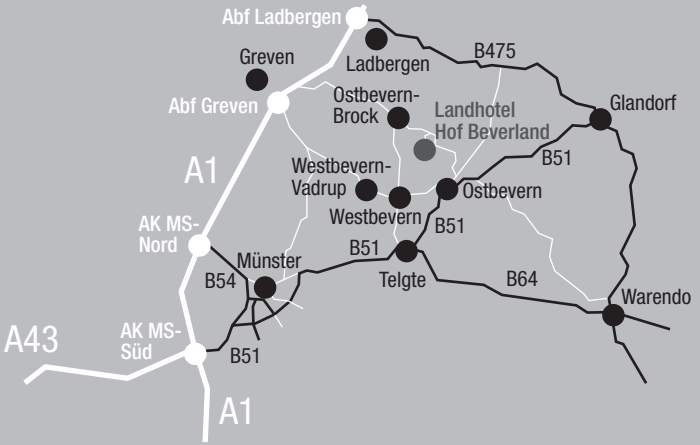 Abf Ladbergen
B475
Greven
Ladbergen
Abf Greven
Ostbevern-
Brock
Landhotel
Hof Beverland
Glandorf
A1
B51
Westbevern-
Vadrup
Ostbevern
Westbevern
AK MS-
Nord
B51
B51
Münster
B54
Telgte
B64
Warendo
A43
AK MS-
Süd
B51
A1